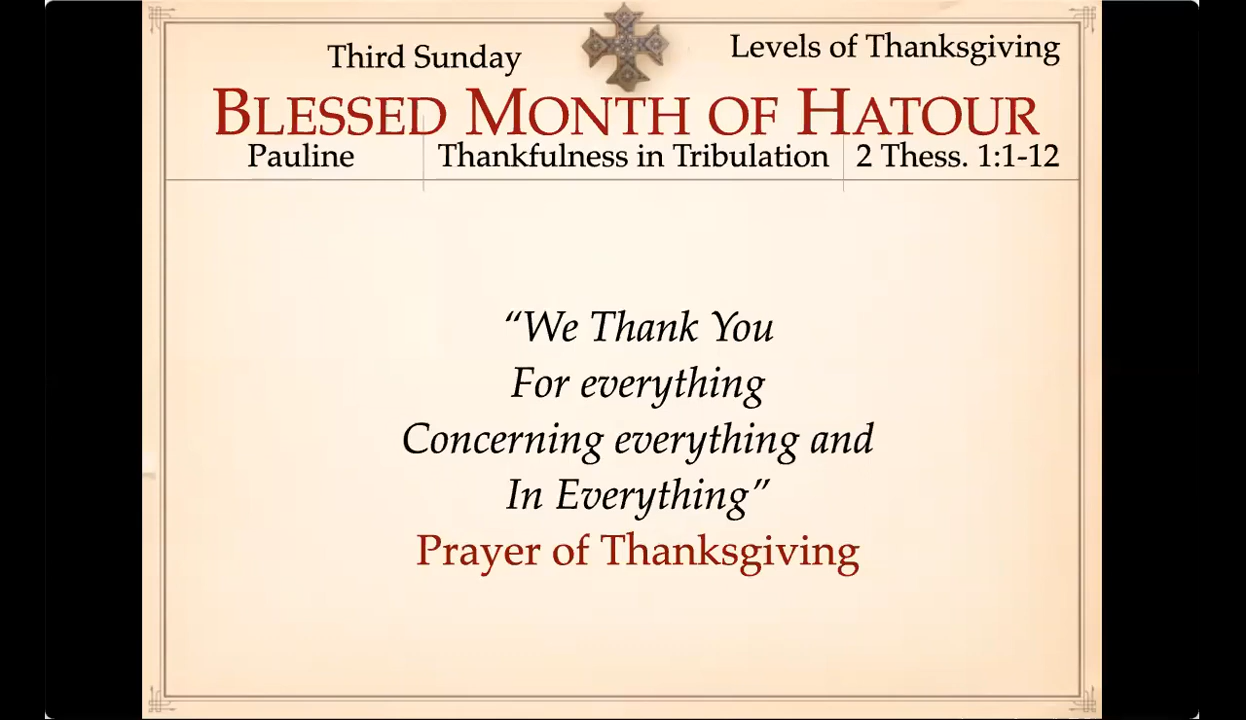 Third Sunday
Levels of Thanksgiving
BLESSED MONTH OF HATOUR
Pauline
Thankfulness in Tribulation
2 Thess. 1:1-12
“We Thank You
For everything
Concerning everything and
In Everything”
Prayer of Thanksgiving